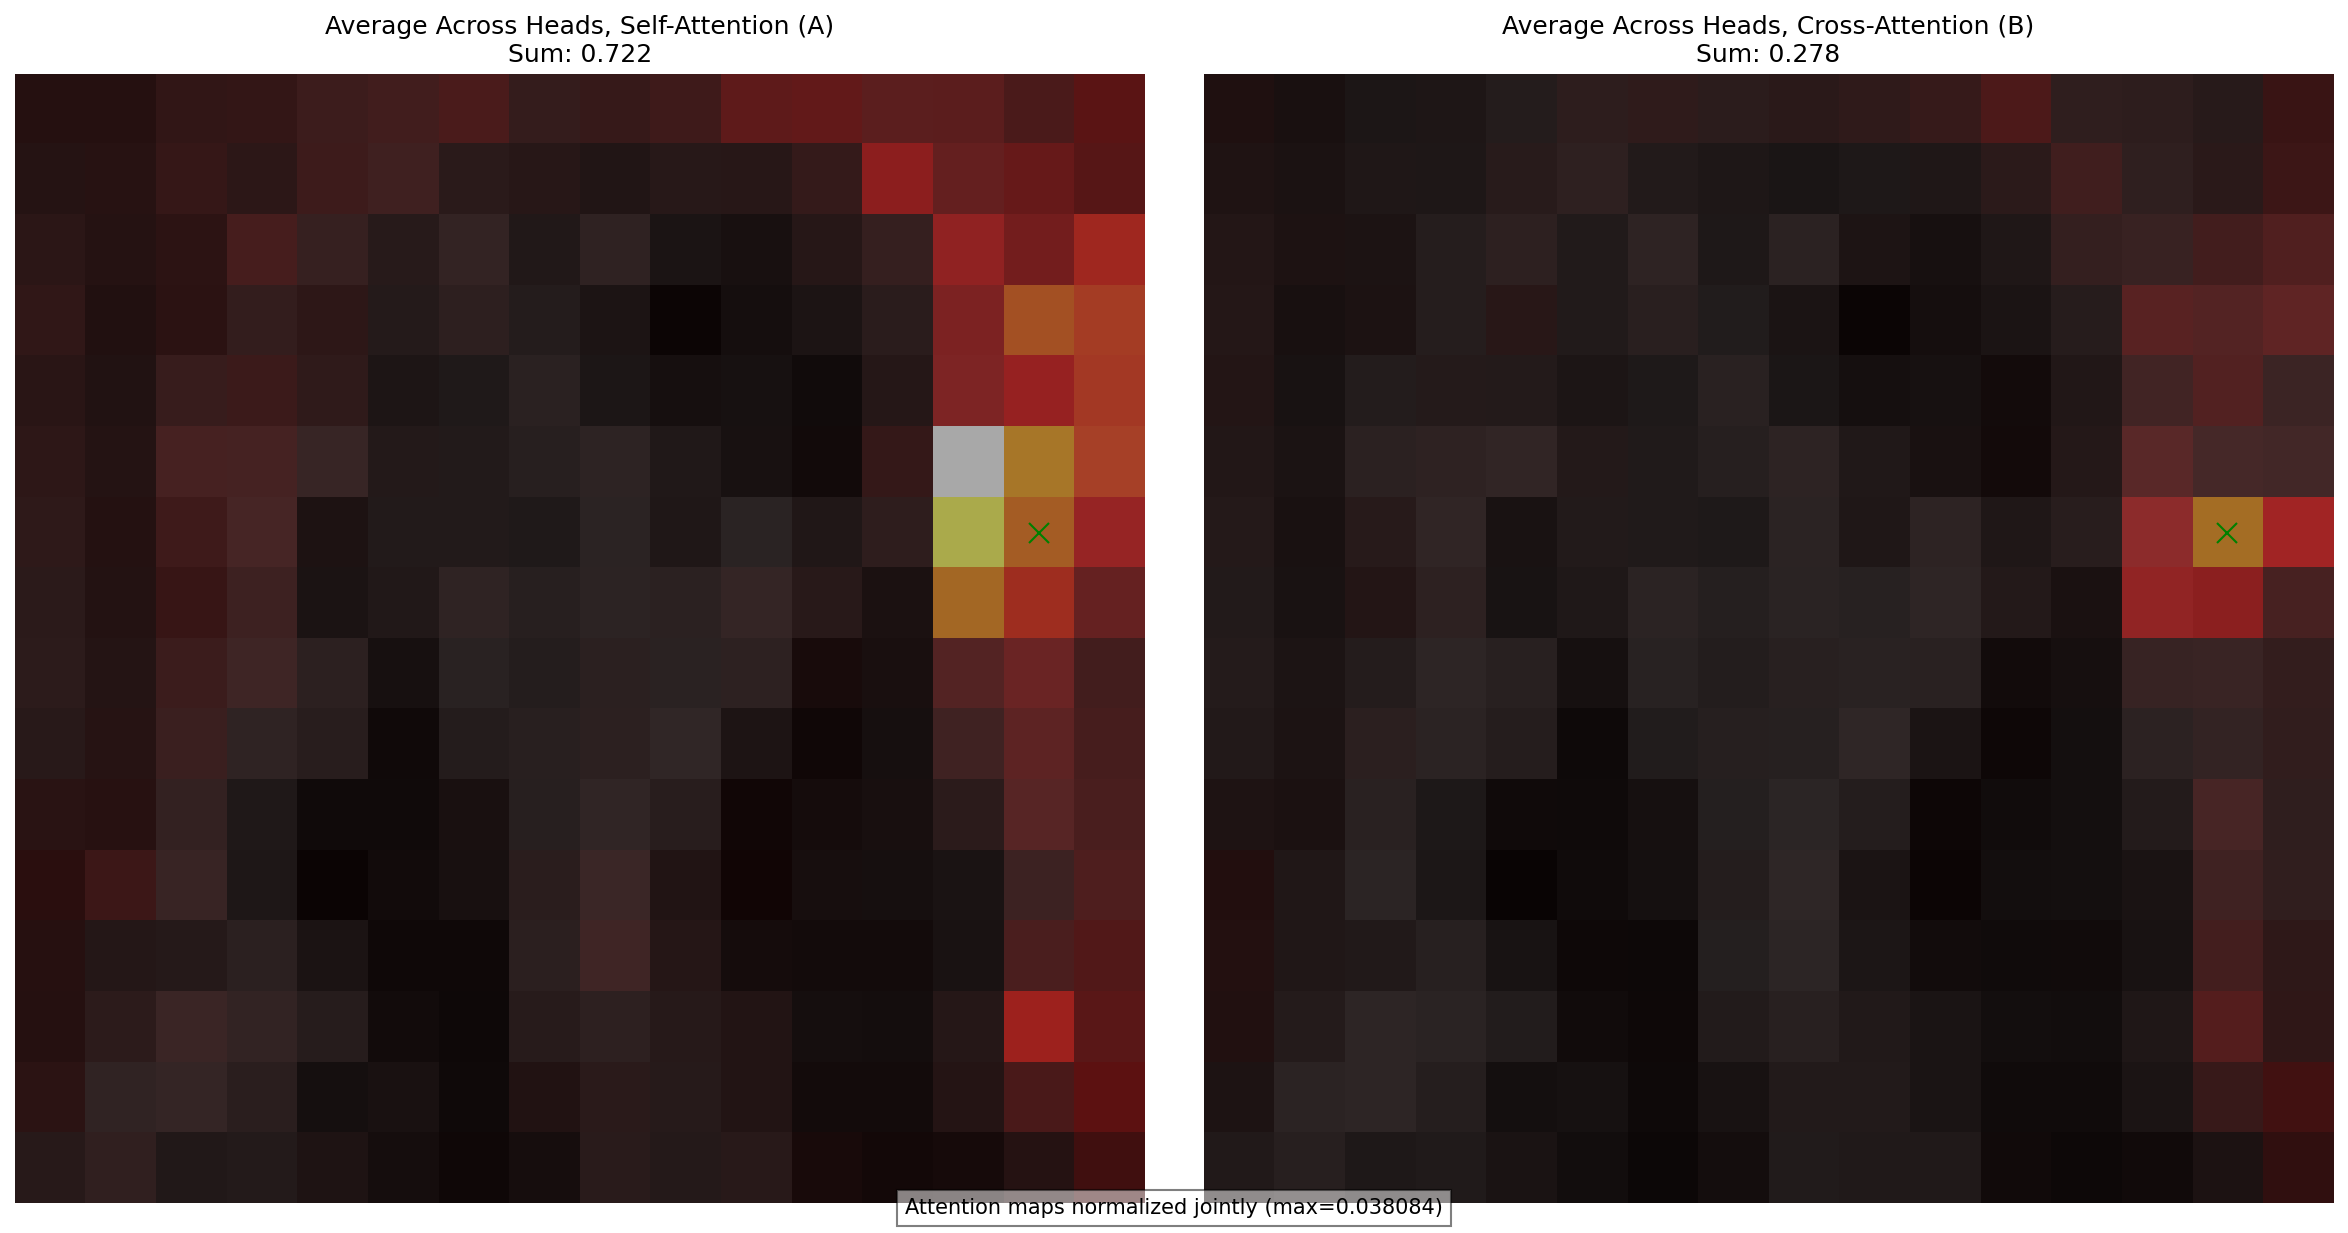 Average Across Heads, Self-Attention (A)
Sum: 0.722
Average Across Heads, Cross-Attention (B)
Sum: 0.278
Attention maps normalized jointly (max=0.038084)